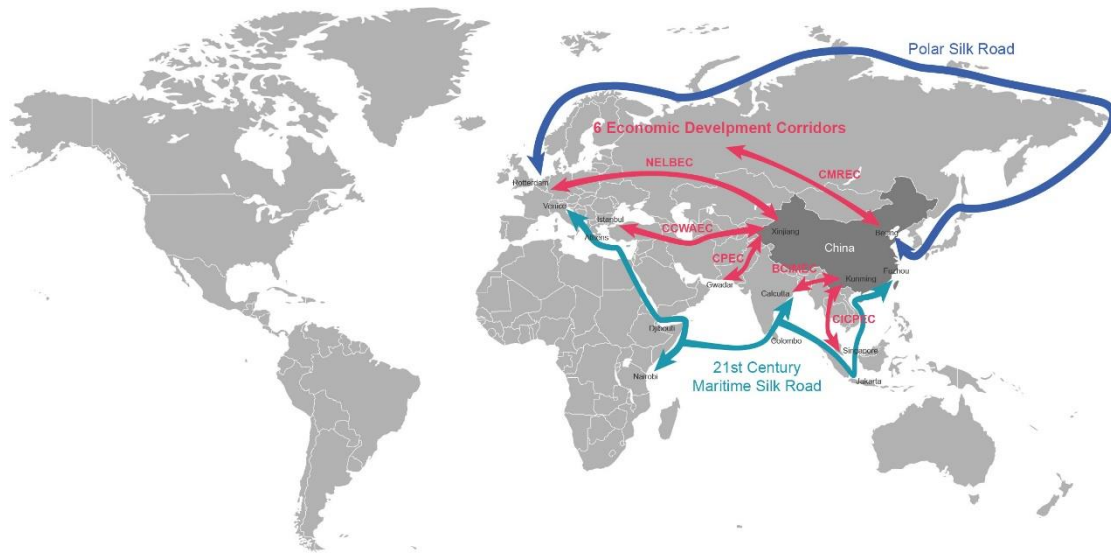 Polar Silk Road
6 Economic Develpment Corridors
NELBEC
CMREC
Rotterdam
Venice
Istanbul
Athens
CCWAEC
Xinjiang
Beijing
China
CPEC
BCIMEC
Kunming
Fuzhou
Gwadar
Calcutta
CICPEC
Djibouti
Colombo
Singapore
Nairobi
21st Century
Maritime Silk Road
Jakarta